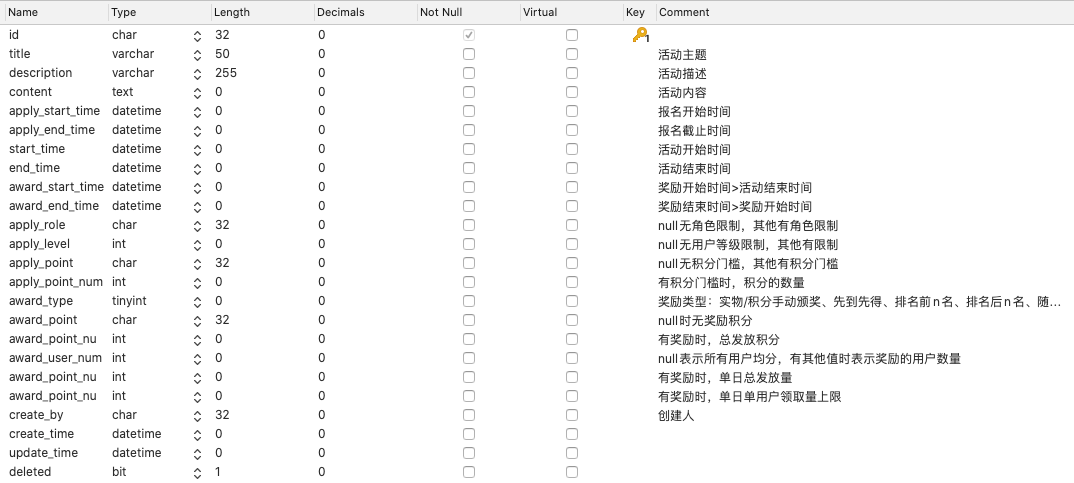 Name Type Length Decimals Not Null Virtual Key Comment
id char 32 0 1
title varchar 50 0 活动主题
description varchar 255 0 活动描述
content text 0 0 活动内容
apply_start_time datetime 0 0 报名开始时间
apply_end_time datetime 0 0 报名截止时间
start_time datetime 0 0 活动开始时间
end_time datetime 0 0 活动结束时间
award_start_time datetime 0 0 奖励开始时间>活动结束时间
award_end_time datetime 0 0 奖励结束时间>奖励开始时间
apply_role char 32 0 null无角色限制，其他有角色限制
apply_level int 0 0 null无用户等级限制，其他有限制
apply_point char 32 0 null无积分门槛，其他有积分门槛
apply_point_num int 0 0 有积分门槛时，积分的数量
award_type tinyint 0 0 奖励类型：实物/积分手动颁奖、先到先得、排名前n名、排名后n名、随...
award_point char 32 0 null时无奖励积分
award_point_nu int 0 0 有奖励时，总发放积分
award_user_num int 0 0 null表示所有用户均分，有其他值时表示奖励的用户数量
award_point_nu int 0 0 有奖励时，单日总发放量
award_point_nu int 0 0 有奖励时，单日单用户领取量上限
create_by char 32 0 创建人
create_time datetime 0 0
update_time datetime 0 0
deleted bit 1 0